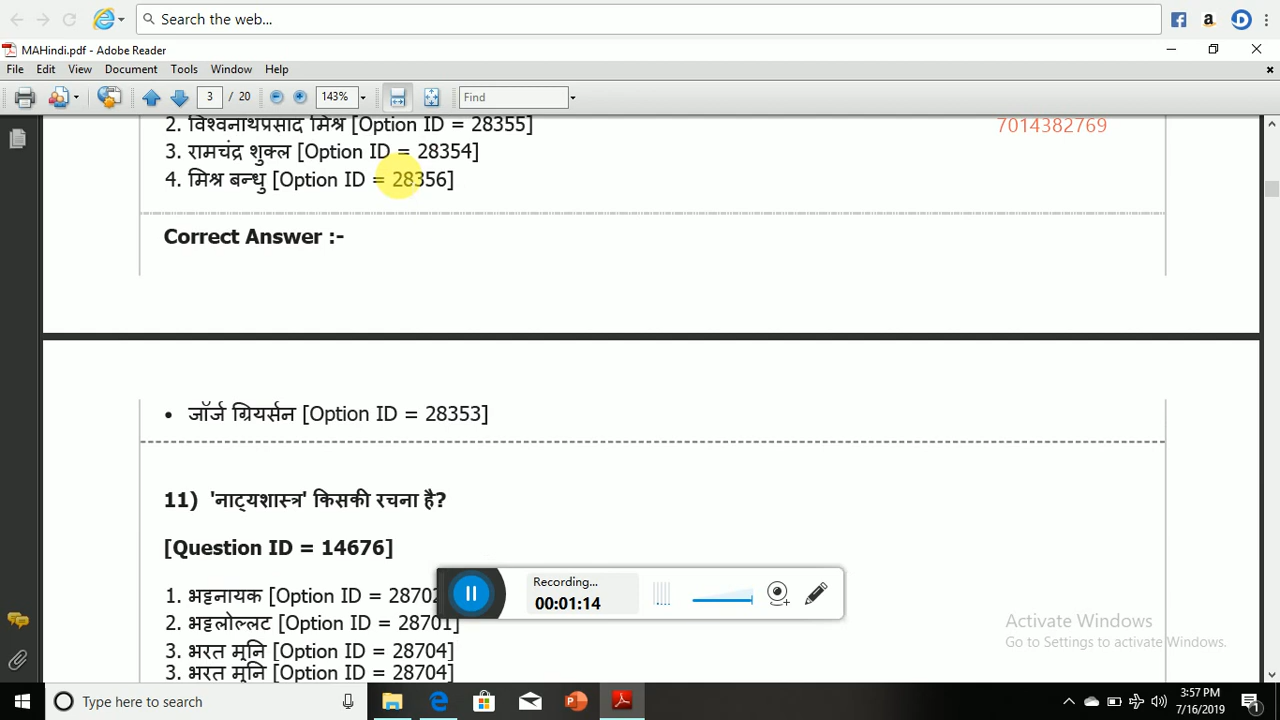 Search the web...
MAHindi.pdf - Adobe Reader
File Edit View Document Tools Window Help
3 / 20 143% Find
2. विश्वनाथप्रसाद मिश्र [Option ID = 28355]
7014382769
3. रामचंद्र शुक्ल [Option ID = 28354]
4. मिश्र बन्धु [Option ID = 28356]
Correct Answer :-
• जॉर्ज ग्रियर्सन [Option ID = 28353]
11) 'नाट्यशास्त्र' किसकी रचना है?
[Question ID = 14676]
1. भट्टनायक [Option ID = 28702
2. भट्टलोल्लट [Option ID = 28701]
3. भरत मुनि [Option ID = 28704]
3. भरत मुनि [Option ID = 28704]
Recording...
00:01:14
Activate Windows
Go to Settings to activate Windows.
Type here to search
3:57 PM
7/16/2019